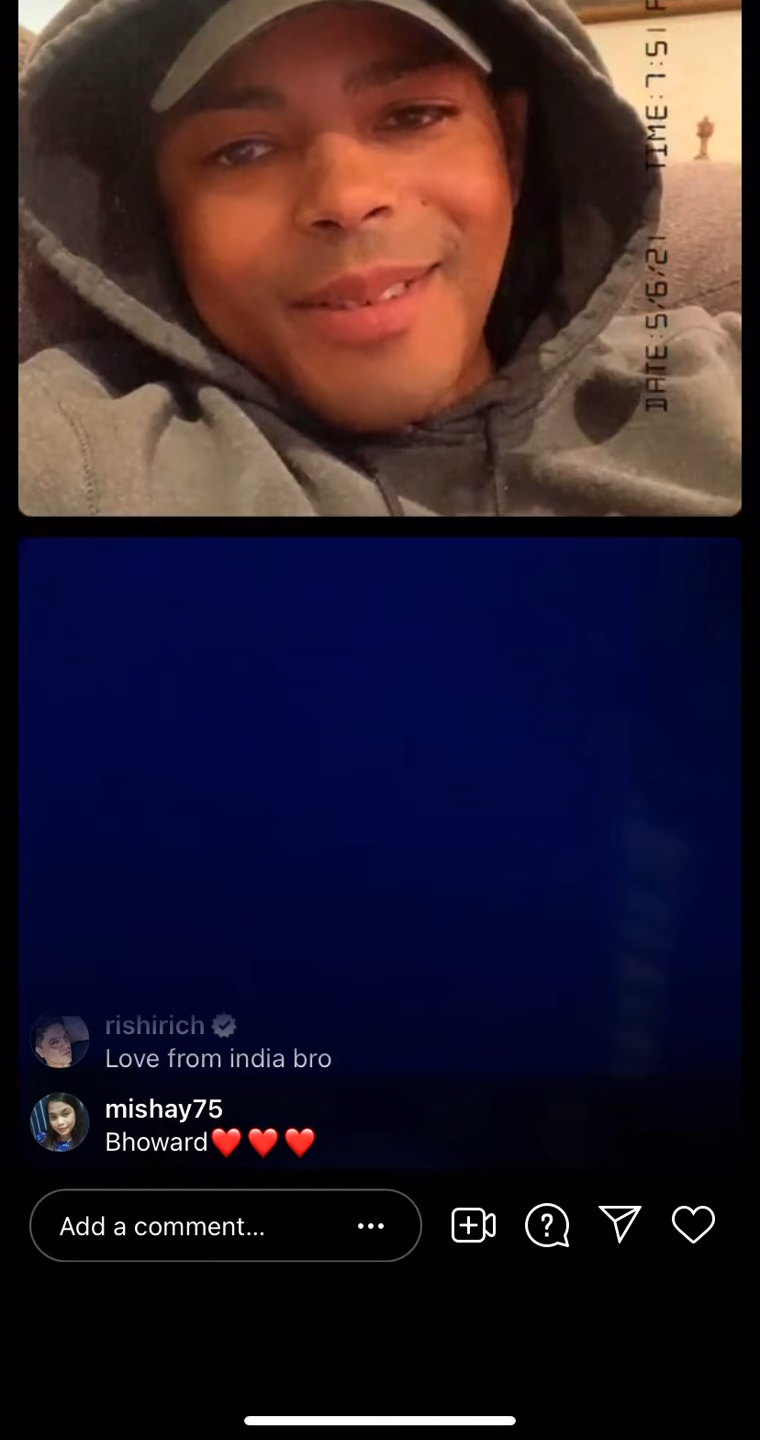 DATE:5/6/21 TIME:7:51
rishirich
Love from india bro
mishay75
Bhoward❤️❤️❤️
Add a comment...